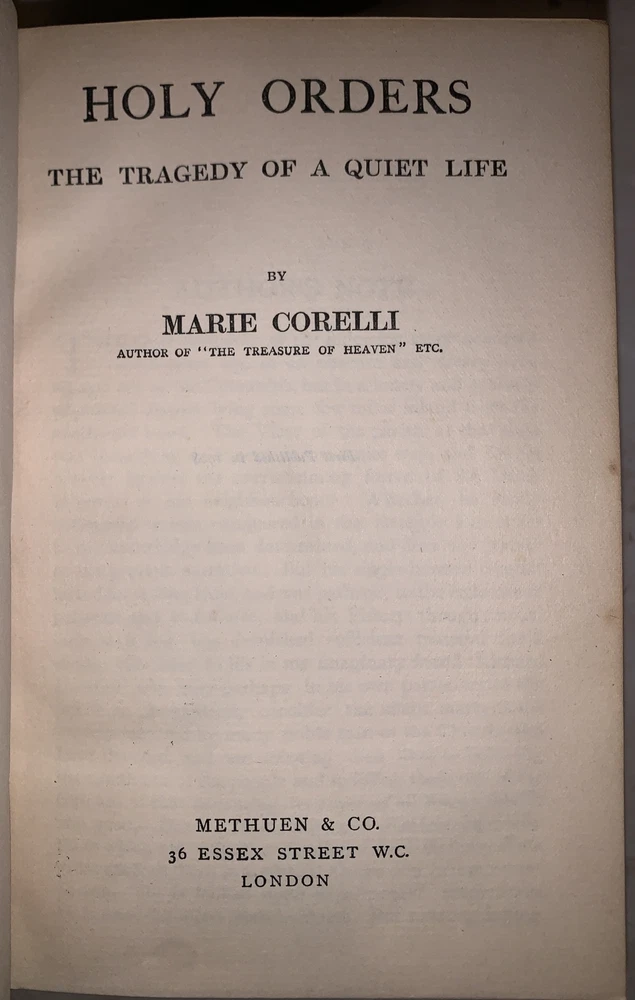 HOLY ORDERS
THE TRAGEDY OF A QUIET LIFE
BY
MARIE CORELLI
AUTHOR OF "THE TREASURE OF HEAVEN" ETC.
METHUEN & CO.
36 ESSEX STREET W.C.
LONDON